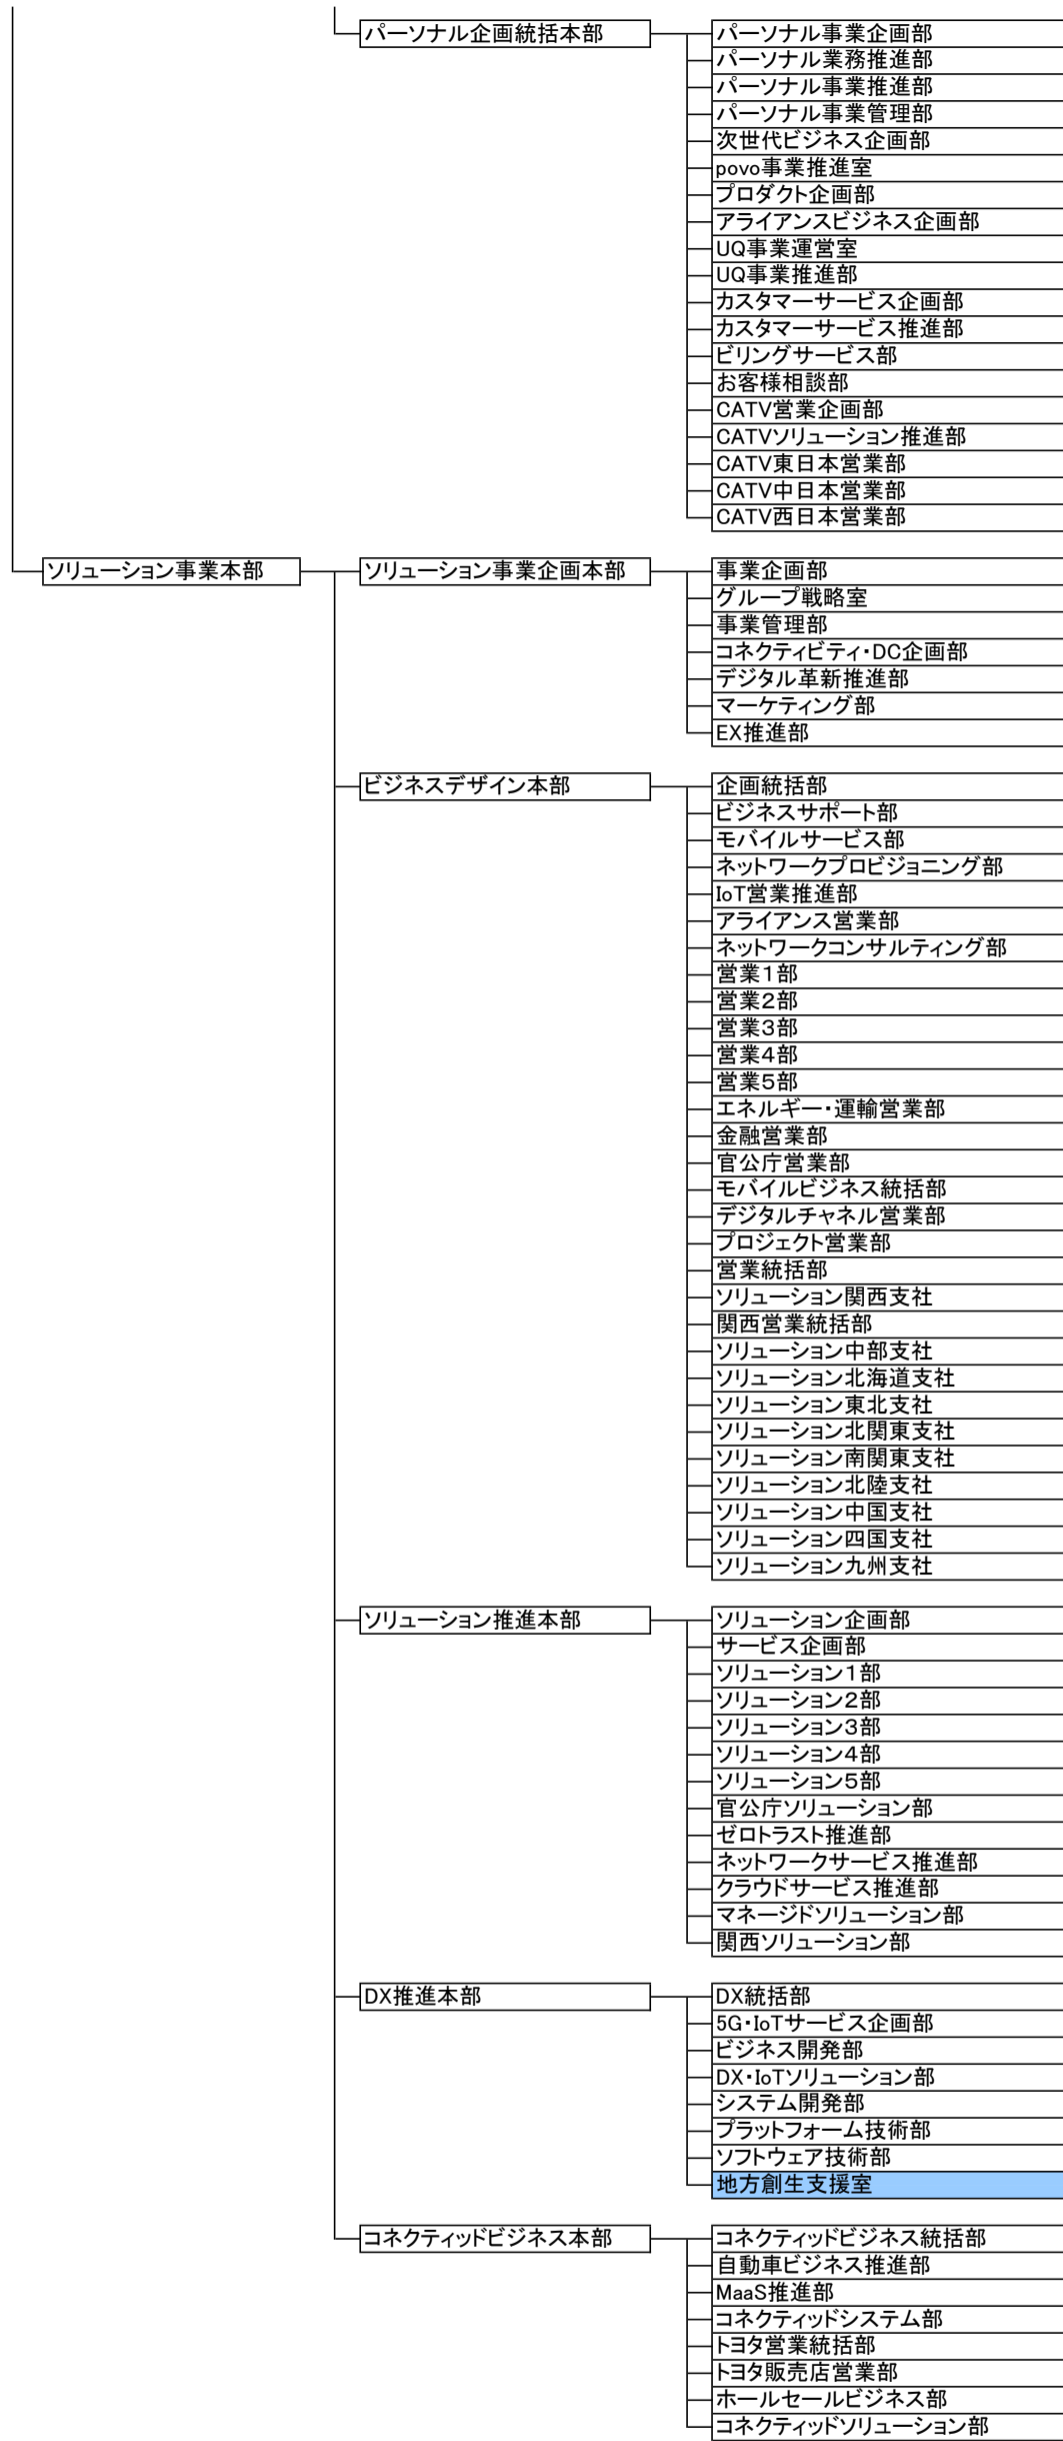 パーソナル企画統括本部
パーソナル事業企画部
パーソナル業務推進部
パーソナル事業推進部
パーソナル事業管理部
次世代ビジネス企画部
povo事業推進室
プロダクト企画部
アライアンスビジネス企画部
UQ事業運営室
UQ事業推進部
カスタマーサービス企画部
カスタマーサービス推進部
ビリングサービス部
お客様相談部
CATV営業企画部
CATVソリューション推進部
CATV東日本営業部
CATV中日本営業部
CATV西日本営業部
ソリューション事業本部
ソリューション事業企画本部
事業企画部
グループ戦略室
事業管理部
コネクティビティ・DC企画部
デジタル革新推進部
マーケティング部
EX推進部
ビジネスデザイン本部
企画統括部
ビジネスサポート部
モバイルサービス部
ネットワークプロビジョニング部
IoT営業推進部
アライアンス営業部
ネットワークコンサルティング部
営業1部
営業2部
営業3部
営業4部
営業5部
エネルギー・運輸営業部
金融営業部
官公庁営業部
モバイルビジネス統括部
デジタルチャネル営業部
プロジェクト営業部
営業統括部
ソリューション関西支社
関西営業統括部
ソリューション中部支社
ソリューション北海道支社
ソリューション東北支社
ソリューション北関東支社
ソリューション南関東支社
ソリューション北陸支社
ソリューション中国支社
ソリューション四国支社
ソリューション九州支社
ソリューション推進本部
ソリューション企画部
サービス企画部
ソリューション1部
ソリューション2部
ソリューション3部
ソリューション4部
ソリューション5部
官公庁ソリューション部
ゼロトラスト推進部
ネットワークサービス推進部
クラウドサービス推進部
マネージドソリューション部
関西ソリューション部
DX推進本部
DX統括部
5G・IoTサービス企画部
ビジネス開発部
DX・IoTソリューション部
システム開発部
プラットフォーム技術部
ソフトウェア技術部
地方創生支援室
コネクティッドビジネス本部
コネクティッドビジネス統括部
自動車ビジネス推進部
MaaS推進部
コネクティッドシステム部
トヨタ営業統括部
トヨタ販売店営業部
ホールセールビジネス部
コネクティッドソリューション部